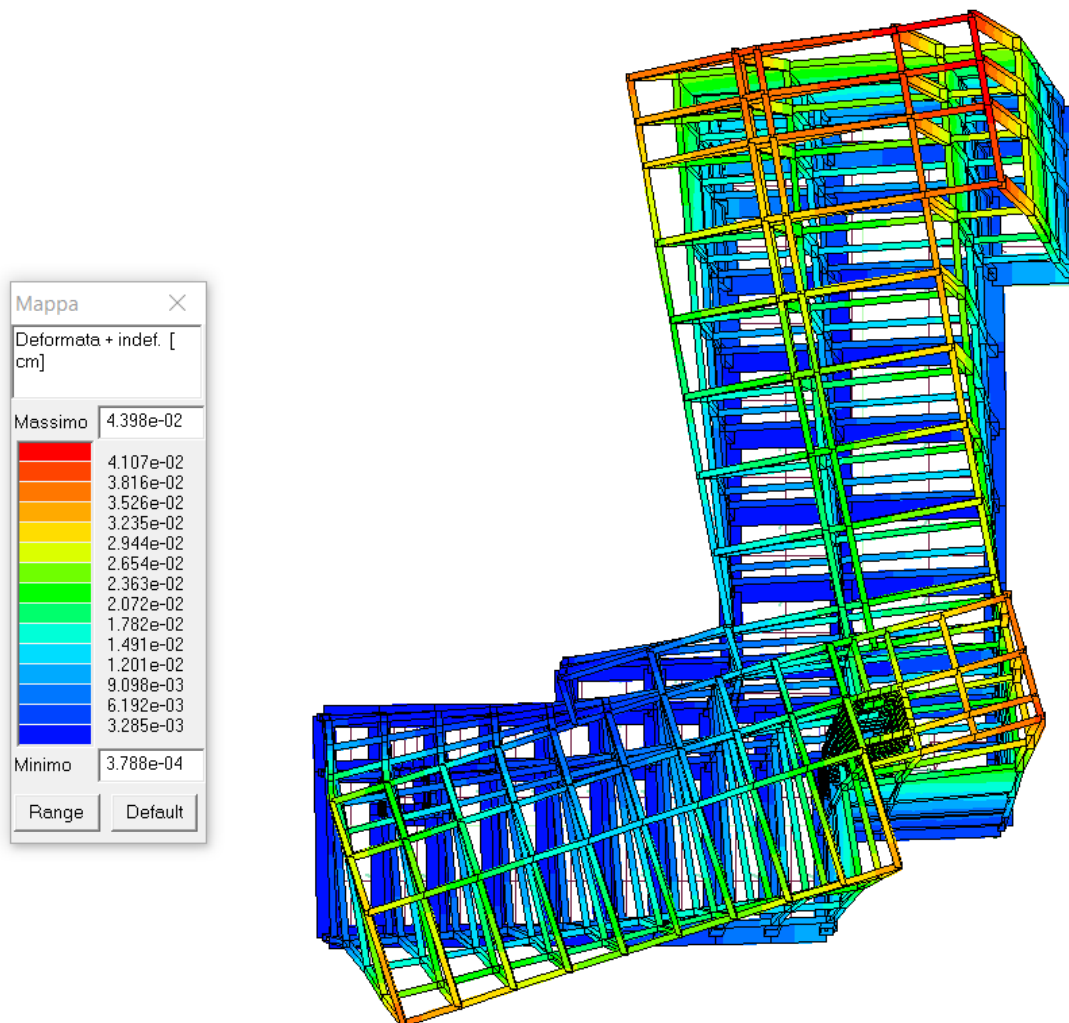 Mappa
Deformata + indef. [
cm]
Massimo 4.398e-02
4.107e-02
3.816e-02
3.526e-02
3.235e-02
2.944e-02
2.654e-02
2.363e-02
2.072e-02
1.782e-02
1.491e-02
1.201e-02
9.098e-03
6.192e-03
3.285e-03
Minimo 3.788e-04
Range Default